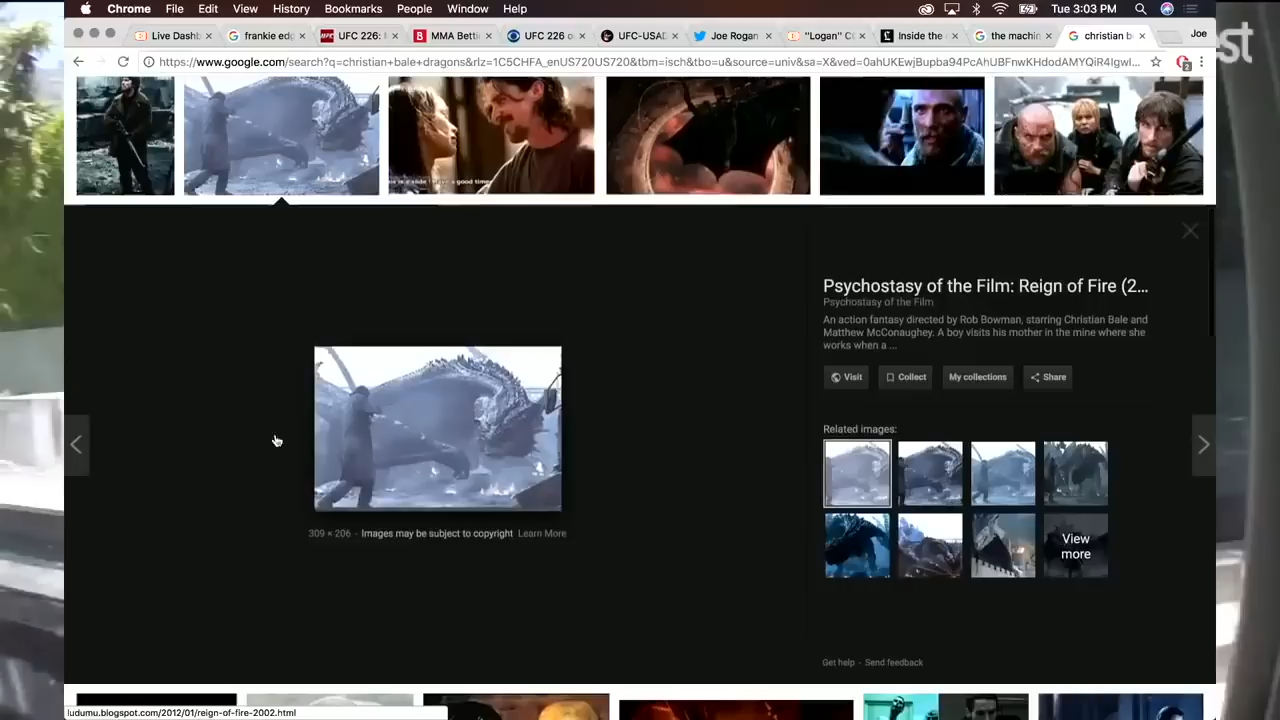 Chrome File Edit View History Bookmarks People Window Help Tue 3:03 PM
Live Dashb frankie edg UFC 226: MMA Betti UFC 226 o UFC-USAD Joe Rogan "Logan" C Inside the the machin christian b Joe
https://www.google.com/search?q=christian+bale+dragons&rlz=1C5CHFA_enUS720US720&tbm=isch&tbo=u&source=univ&sa=X&ved=0ahUKEwjBupba94PcAhUBFnwKHdodAMYQiR4Igwl...
st
Psychostasy of the Film: Reign of Fire (2...
Psychostasy of the Film
An action fantasy directed by Rob Bowman, starring Christian Bale and
Matthew McConaughey. A boy visits his mother in the mine where she
works when a ...
Visit Collect My collections Share
Related images:
View
more
309 × 206 · Images may be subject to copyright Learn More
Get help - Send feedback
ludumu.blogspot.com/2012/01/reign-of-fire-2002.html